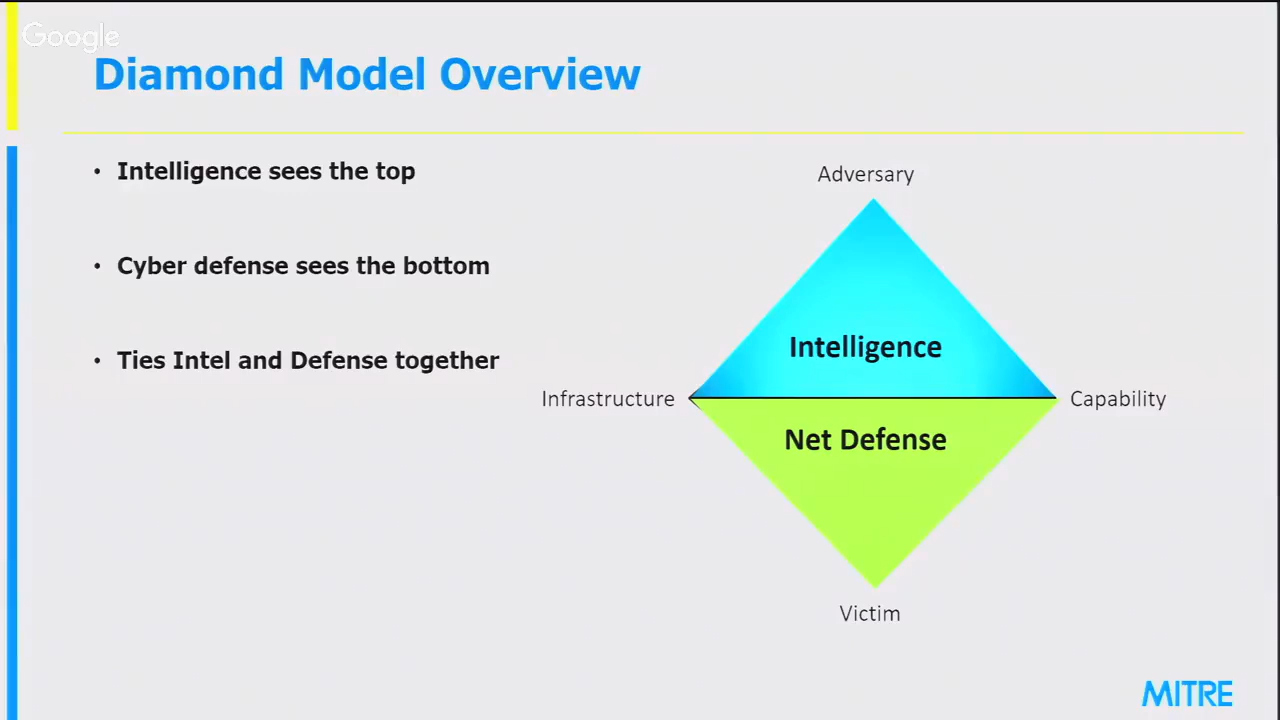 Google
Diamond Model Overview
• Intelligence sees the top
• Cyber defense sees the bottom
• Ties Intel and Defense together
Adversary
Intelligence
Infrastructure
Capability
Net Defense
Victim
MITRE